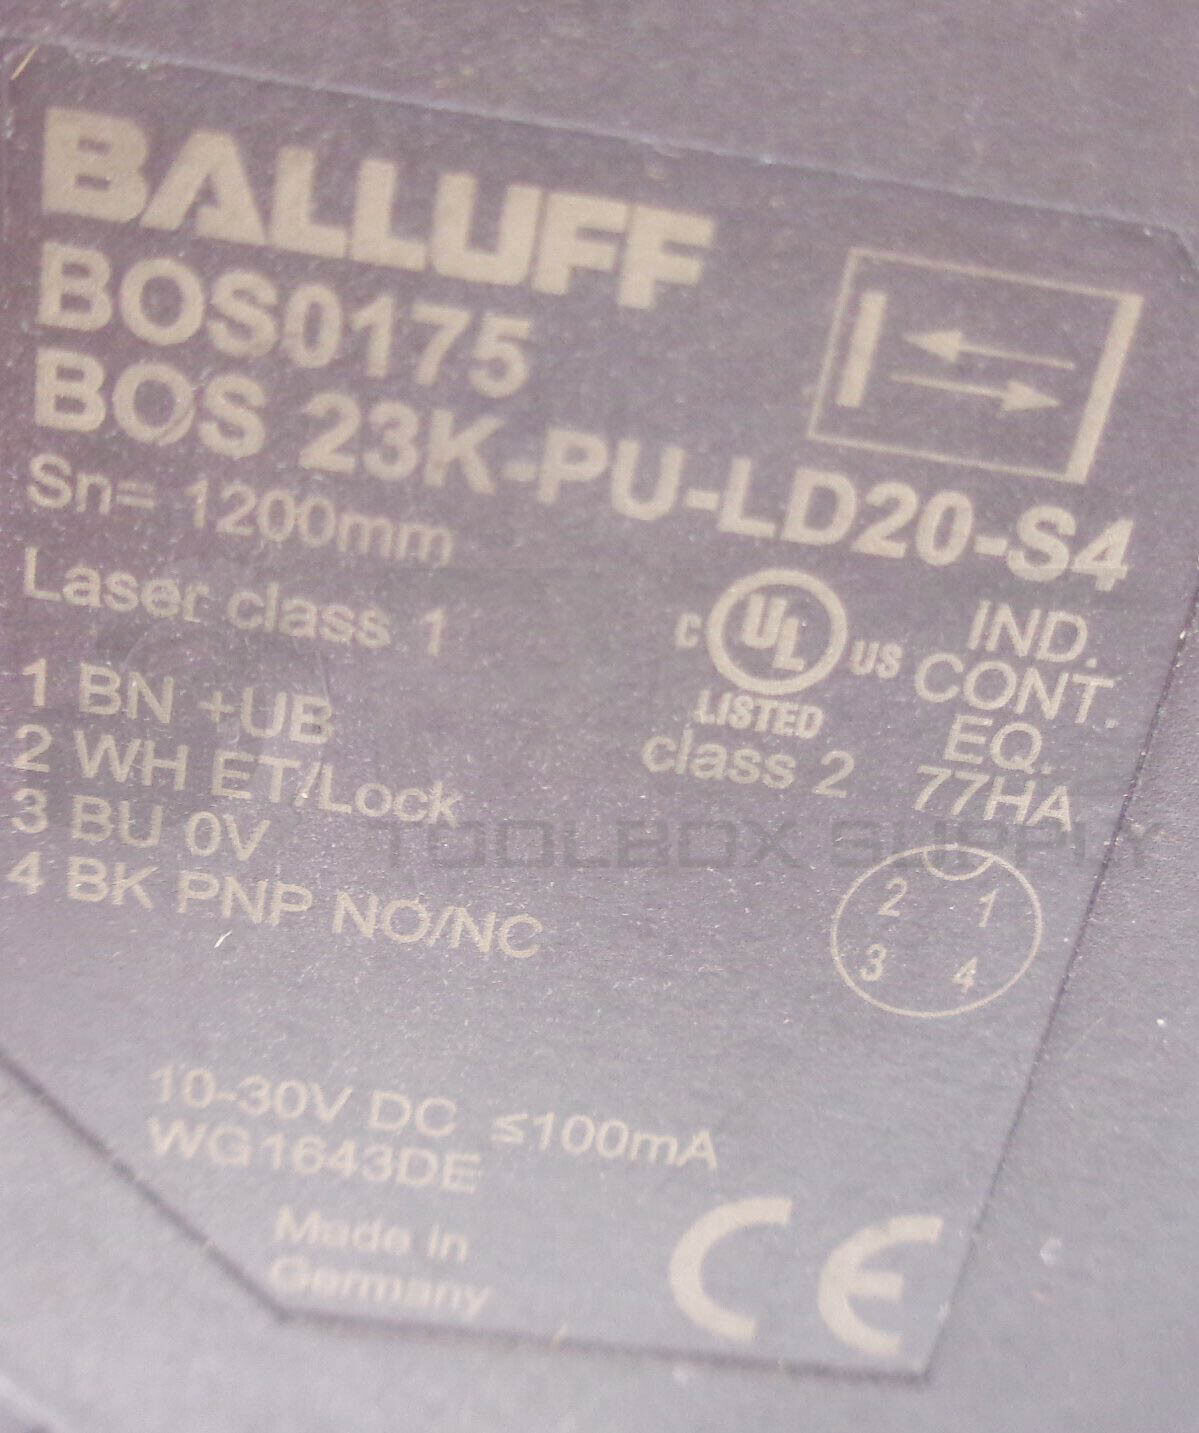 BALLUFF
BOS0175
BOS 23K-PU-LD20-S4
Sn= 1200mm
Laser class 1
1 BN +UB
2 WH ET/Lock
3 BU 0V
4 BK PNP NO/NC
C UL US
LISTED
class 2
IND.
CONT.
EQ.
77HA
TOOLBOX SUPPLY
2 1
3 4
10-30V DC ≤100mA
WG1643DE
Made in
Germany
CE